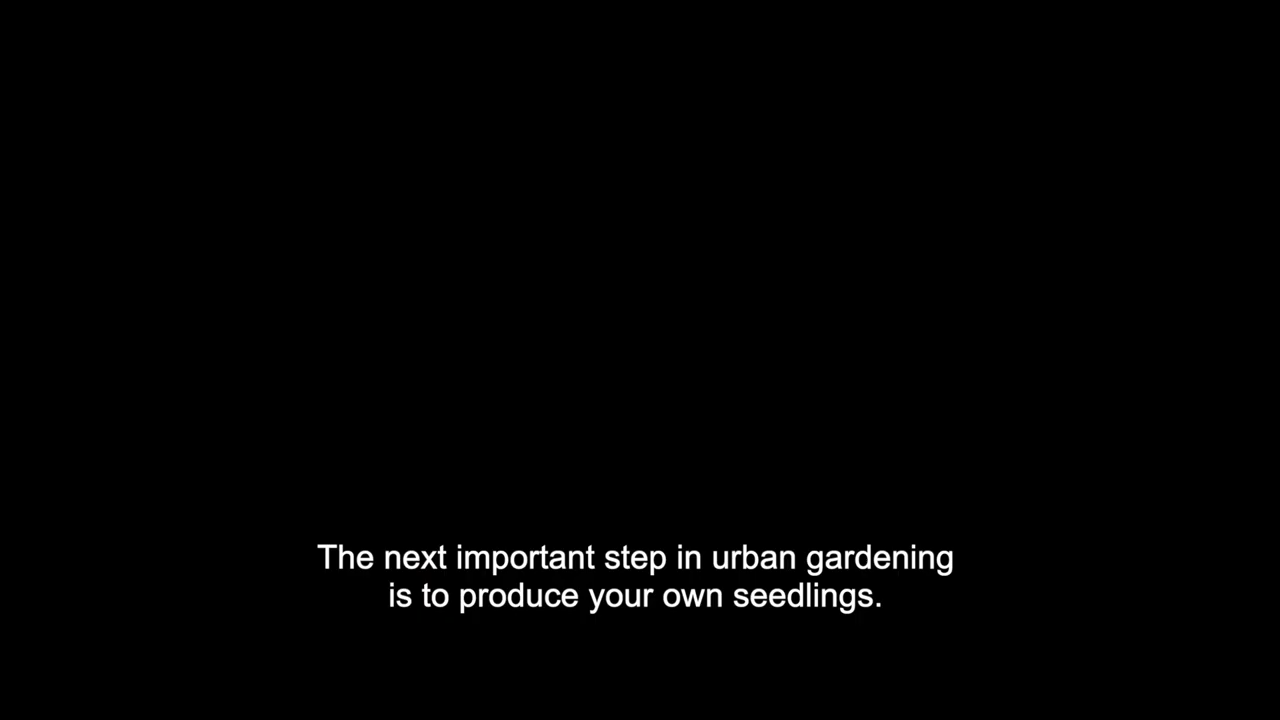 The next important step in urban gardening
is to produce your own seedlings.